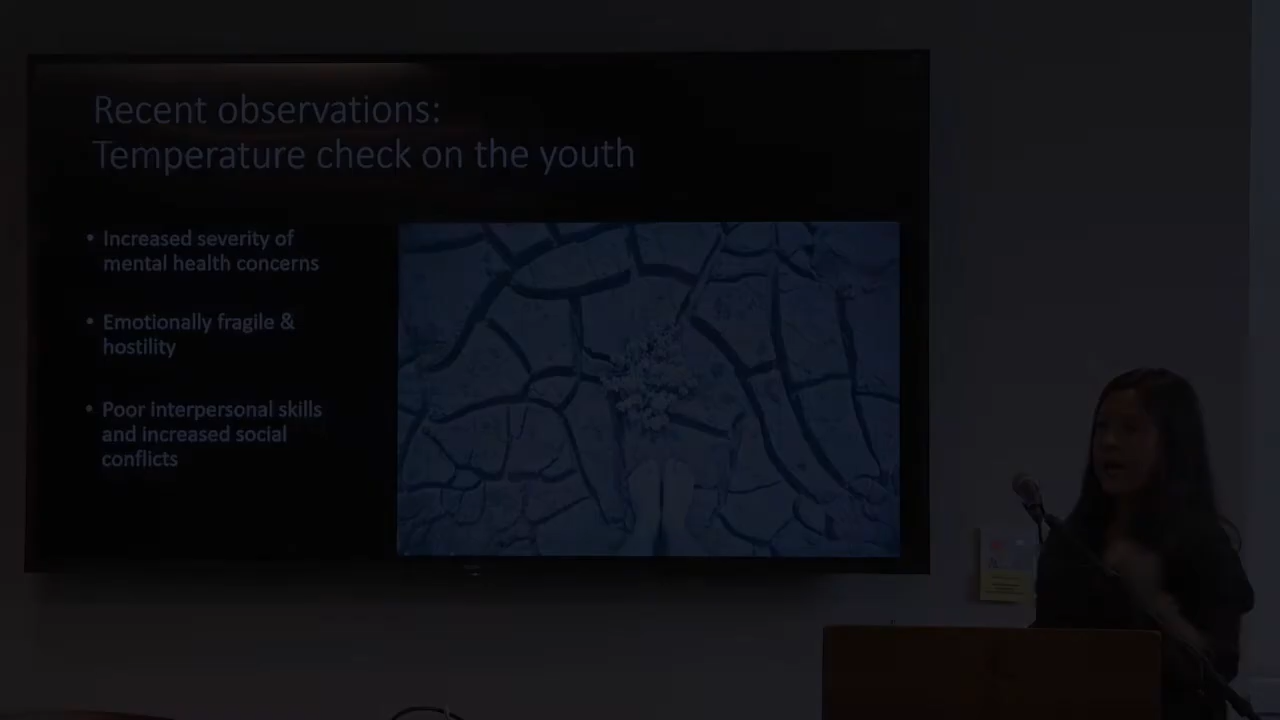 Recent observations:
Temperature check on the youth
• Increased severity of
mental health concerns
• Emotionally fragile &
hostility
• Poor interpersonal skills
and increased social
conflicts